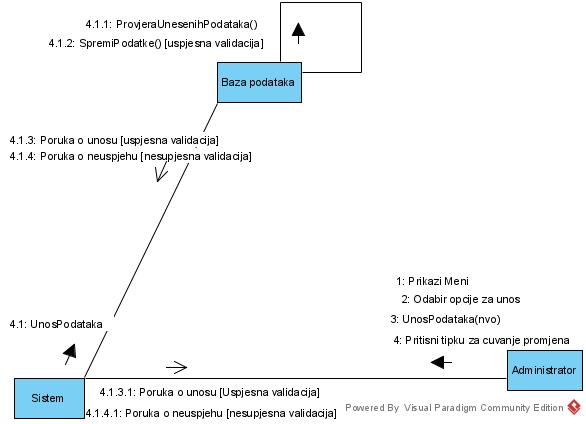 4.1.1: ProvjeraUnesenihPodataka()
4.1.2: SpremiPodatke() [uspjesna validacija]
Baza podataka
4.1.3: Poruka o unosu [uspjesna validacija]
4.1.4: Poruka o neuspjehu [nesupjesna validacija]
1: Prikazi Meni
2: Odabir opcije za unos
3: UnosPodataka(nvo)
4: Pritisni tipku za cuvanje promjena
4.1: UnosPodataka
Administrator
Sistem
4.1.3.1: Poruka o unosu [Uspjesna validacija]
4.1.4.1: Poruka o neuspjehu [nesupjesna validacija]
Powered By Visual Paradigm Community Edition